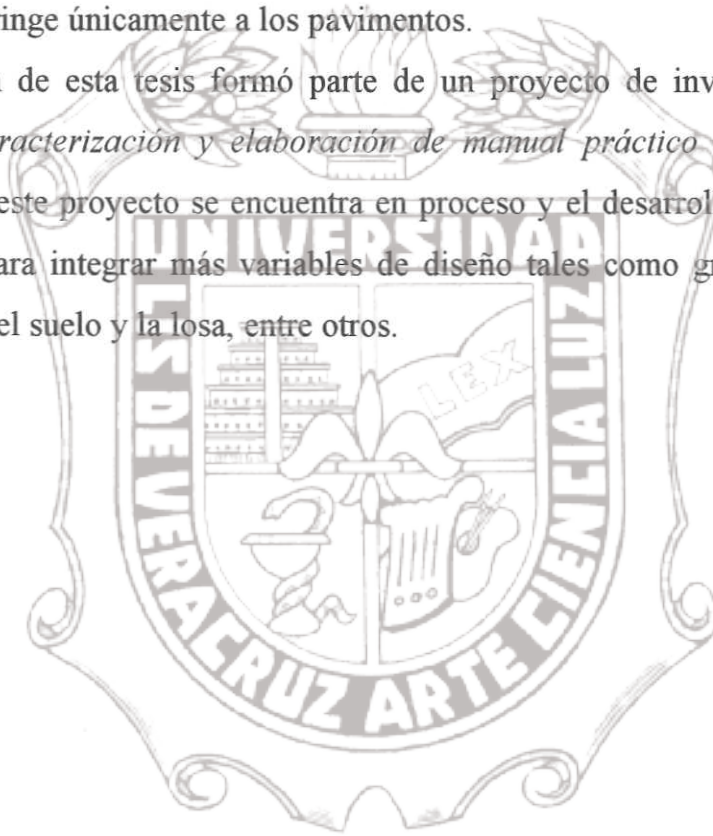 ringe únicamente a los pavimentos.
de esta tesis formó parte de un proyecto de inv
racterización y elaboración de manual práctico
este proyecto se encuentra en proceso y el desarrol
ara integrar más variables de diseño tales como g
el suelo y la losa, entre otros.
UNIVERSIDAD
LIS DE VERACRUZ ARTE CIENCIA LUZ
LEX